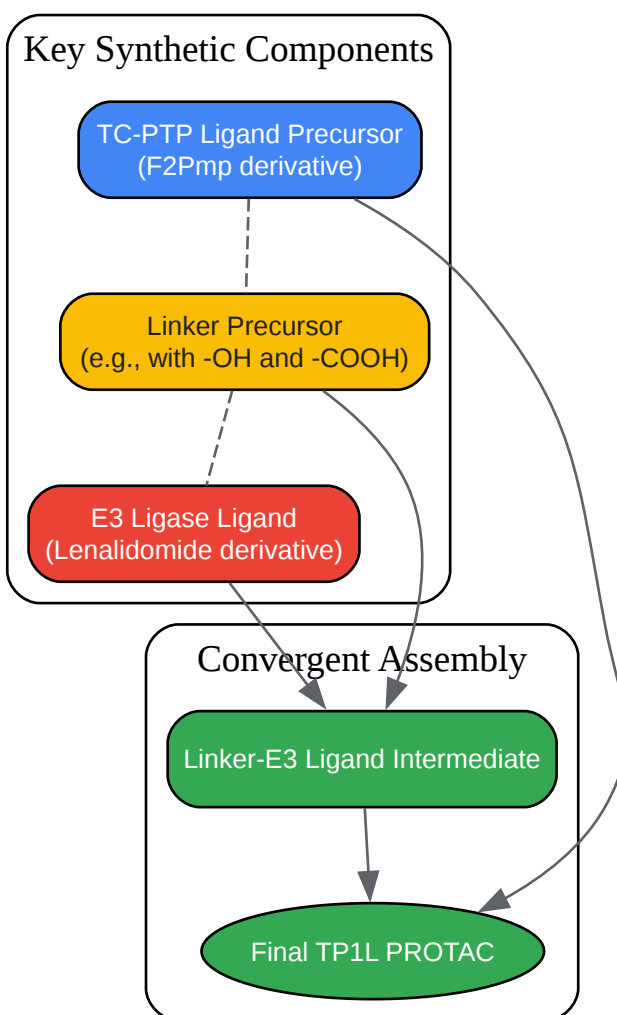 Key Synthetic Components
TC-PTP Ligand Precursor
(F2Pmp derivative)
Linker Precursor
(e.g., with -OH and -COOH)
E3 Ligase Ligand
(Lenalidomide derivative)
Convergent Assembly
Linker-E3 Ligand Intermediate
Final TP1L PROTAC